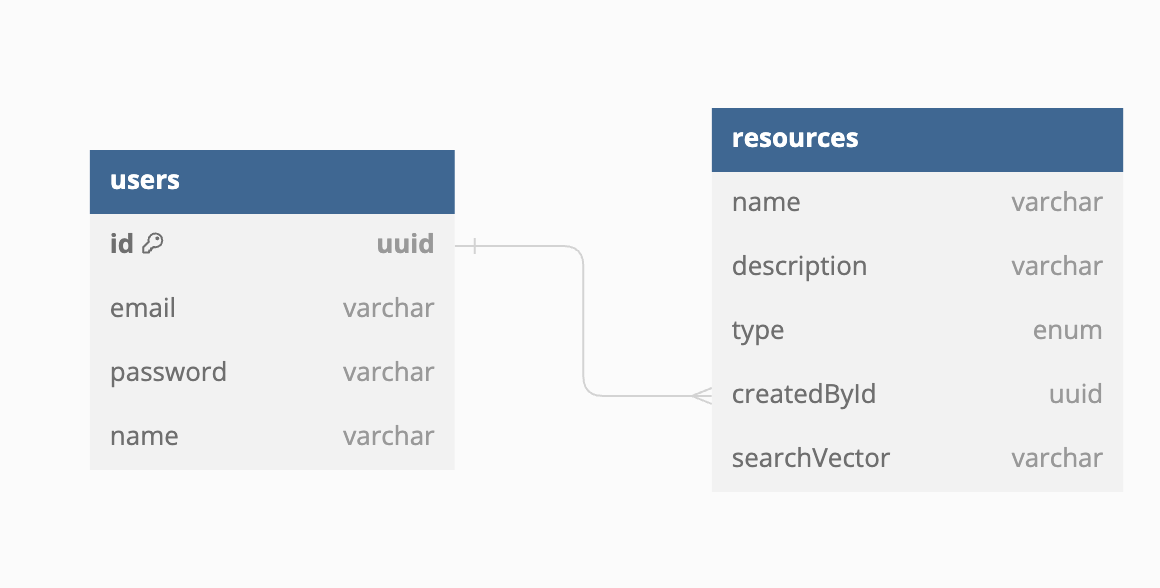 users
id uuid
email varchar
password varchar
name varchar
resources
name varchar
description varchar
type enum
createdById uuid
searchVector varchar